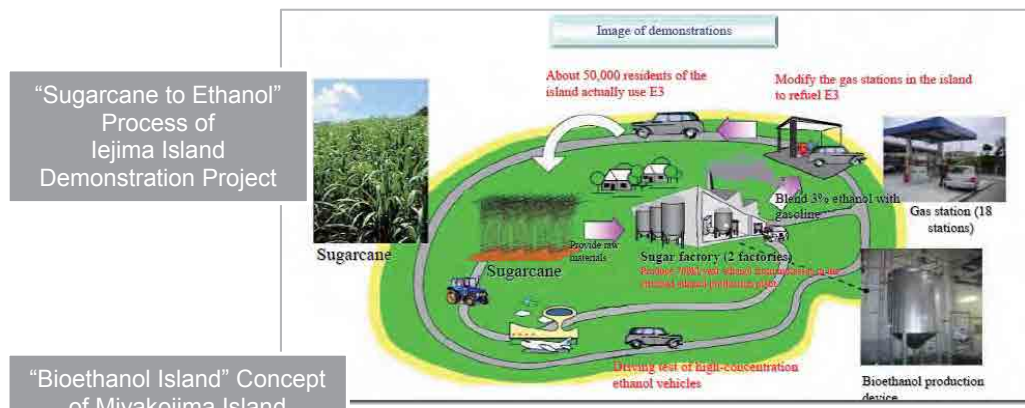 Image of demonstrations
“Sugarcane to Ethanol”
Process of
Iejima Island
Demonstration Project
About 50,000 residents of the
island actually use E3
Modify the gas stations in the island
to refuel E3
Sugarcane
Sugarcane
Provide raw
materials
Sugar factory (2 factories)
Blend 3% ethanol with
gasoline
Gas station (18
stations)
Driving test of high-concentration
ethanol vehicles
Bioethanol production
device
“Bioethanol Island” Concept
of Miyakojima Island